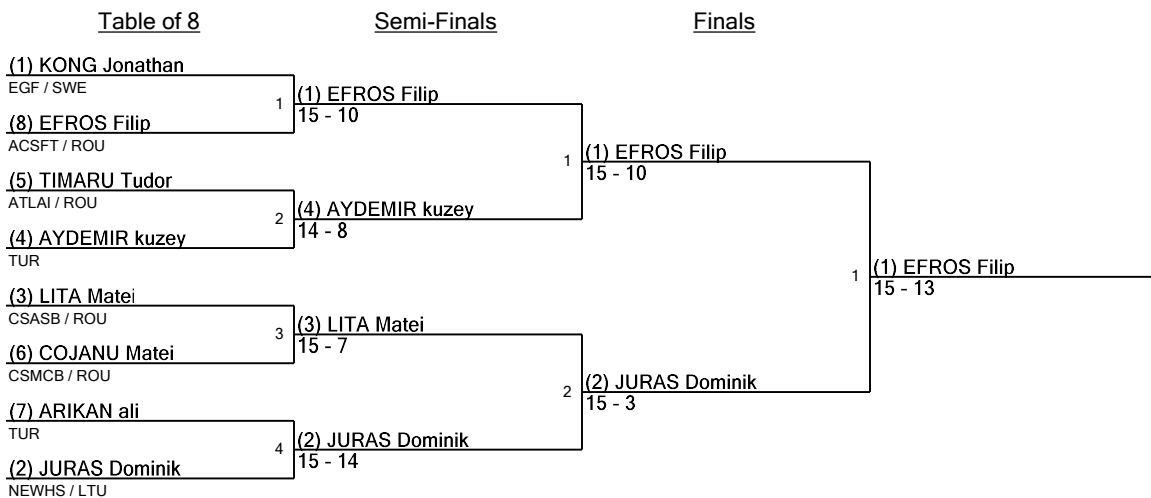 Table of 8 Semi-Finals Finals
(1) KONG Jonathan
EGF / SWE
1 (1) EFROS Filip
15 - 10
(8) EFROS Filip
ACSFT / ROU
1 (1) EFROS Filip
15 - 10
(5) TIMARU Tudor
ATLAI / ROU
2 (4) AYDEMIR kuzey
14 - 8
(4) AYDEMIR kuzey
TUR
1 (1) EFROS Filip
15 - 13
(3) LITA Matei
CSASB / ROU
3 (3) LITA Matei
15 - 7
(6) COJANU Matei
CSMCB / ROU
2 (2) JURAS Dominik
15 - 3
(7) ARIKAN ali
TUR
4 (2) JURAS Dominik
15 - 14
(2) JURAS Dominik
NEWHS / LTU